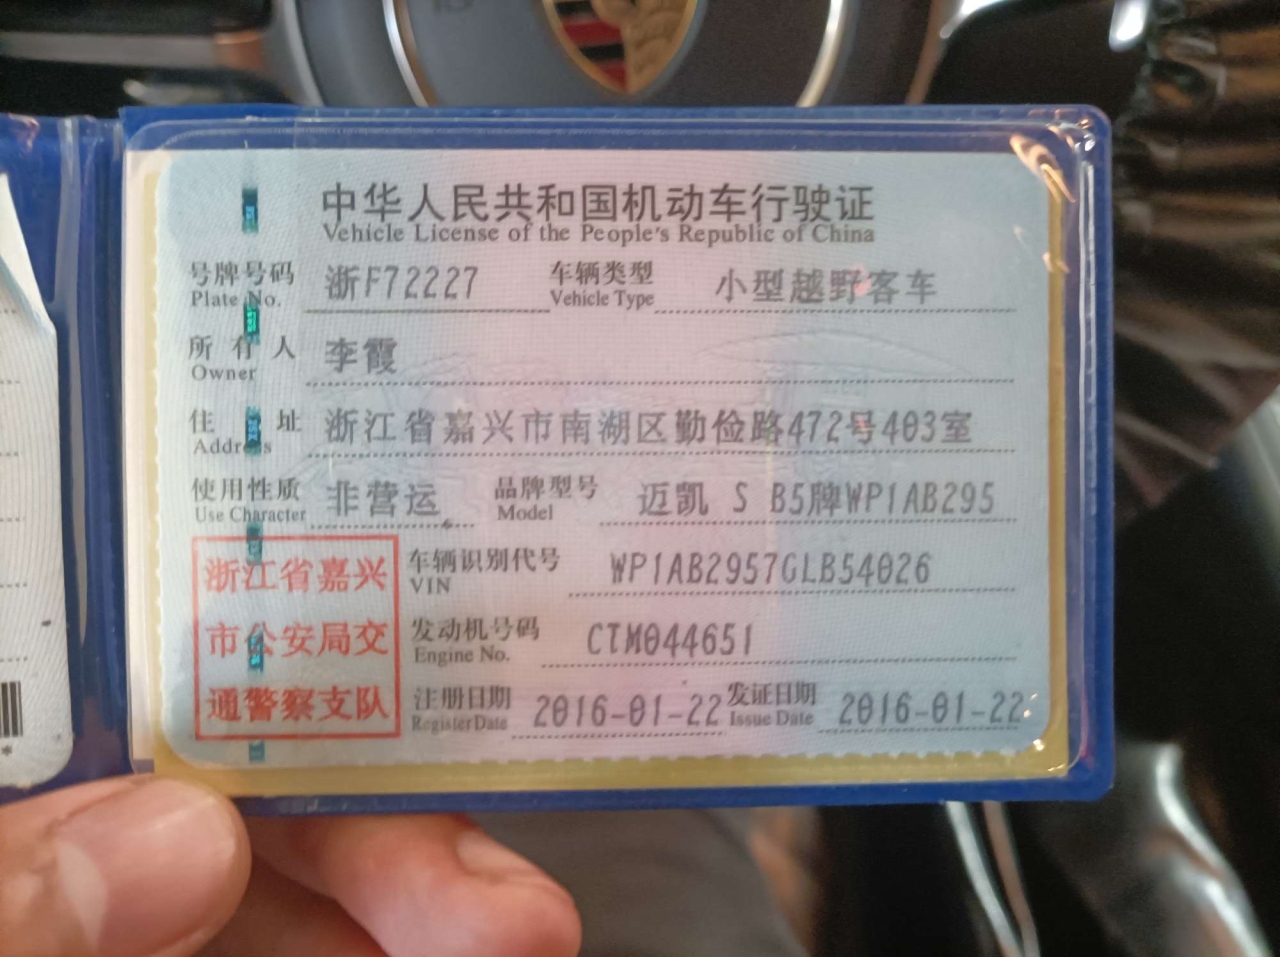 中华人民共和国机动车行驶证
Vehicle License of the People's Republic of China
号牌号码 浙F72227 车辆类型 小型越野客车
Plate No. Vehicle Type
所有人 李霞
Owner
住址 浙江省嘉兴市南湖区勤俭路472号403室
Address
使用性质 非营运 品牌型号 迈凯 S B5牌WP1AB295
Use Character Model
浙江省嘉兴
市公安局交
通警察支队
车辆识别代号 WP1AB2957GLB54026
VIN
发动机号码 CTM044651
Engine No.
注册日期 2016-01-22 发证日期 2016-01-22
Register Date Issue Date